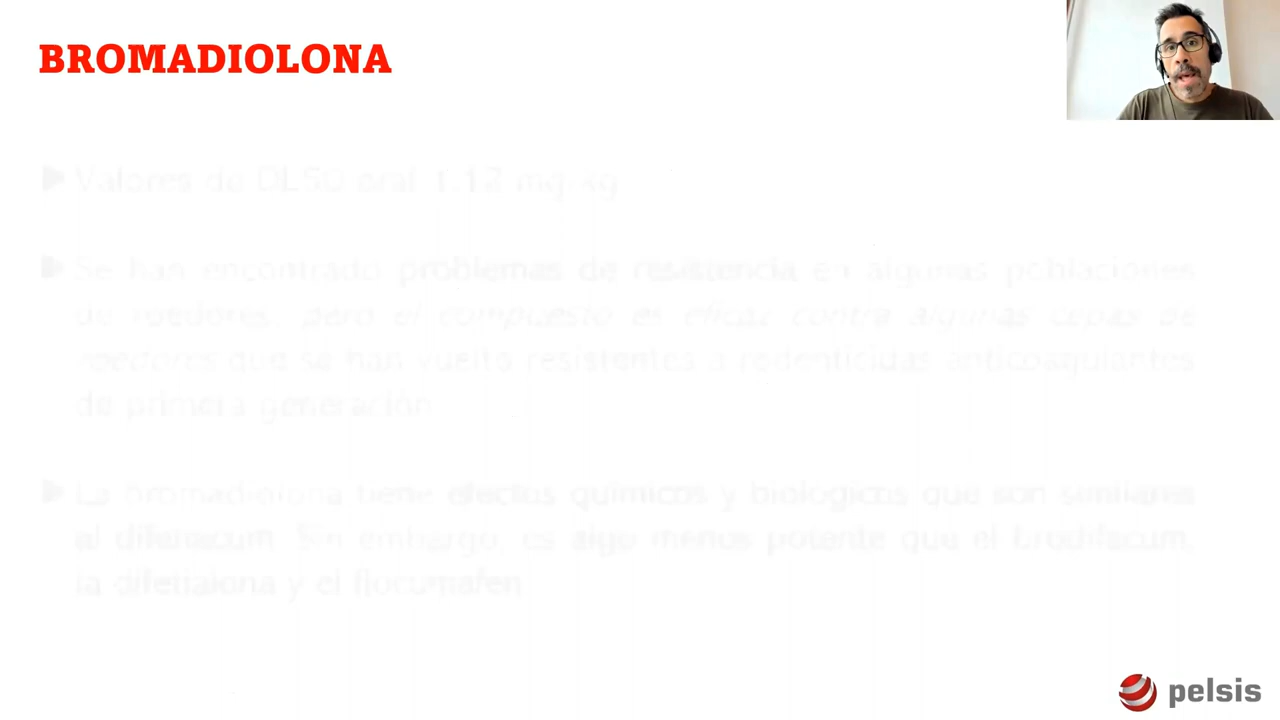 BROMADIOLONA
Valores de DL50 oral 1.12 mg/kg
Se han encontrado problemas de resistencia en algunas poblaciones
de roedores, pero el compuesto es eficaz contra algunas cepas de
roedores que se han vuelto resistentes a rodenticidas anticoagulantes
de primera generación
La bromadiolona tiene efectos químicos y biológicos que son similares
al difenacum. Sin embargo, es algo menos potente que el brodifacum,
la difetialona y el flocumafen
pelsis